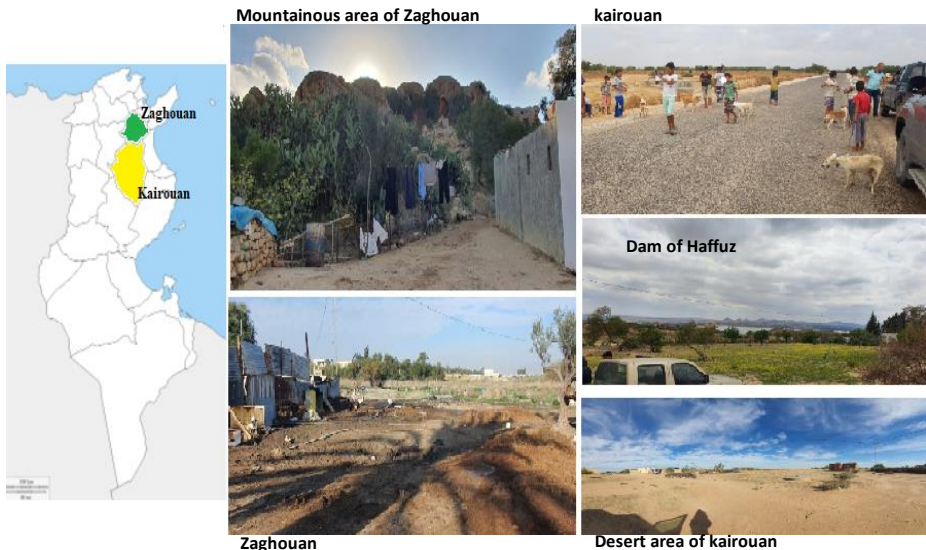 Mountainous area of Zaghouan
kairouan
Zaghouan
Kairouan
Dam of Haffuz
Zaghouan
Desert area of kairouan